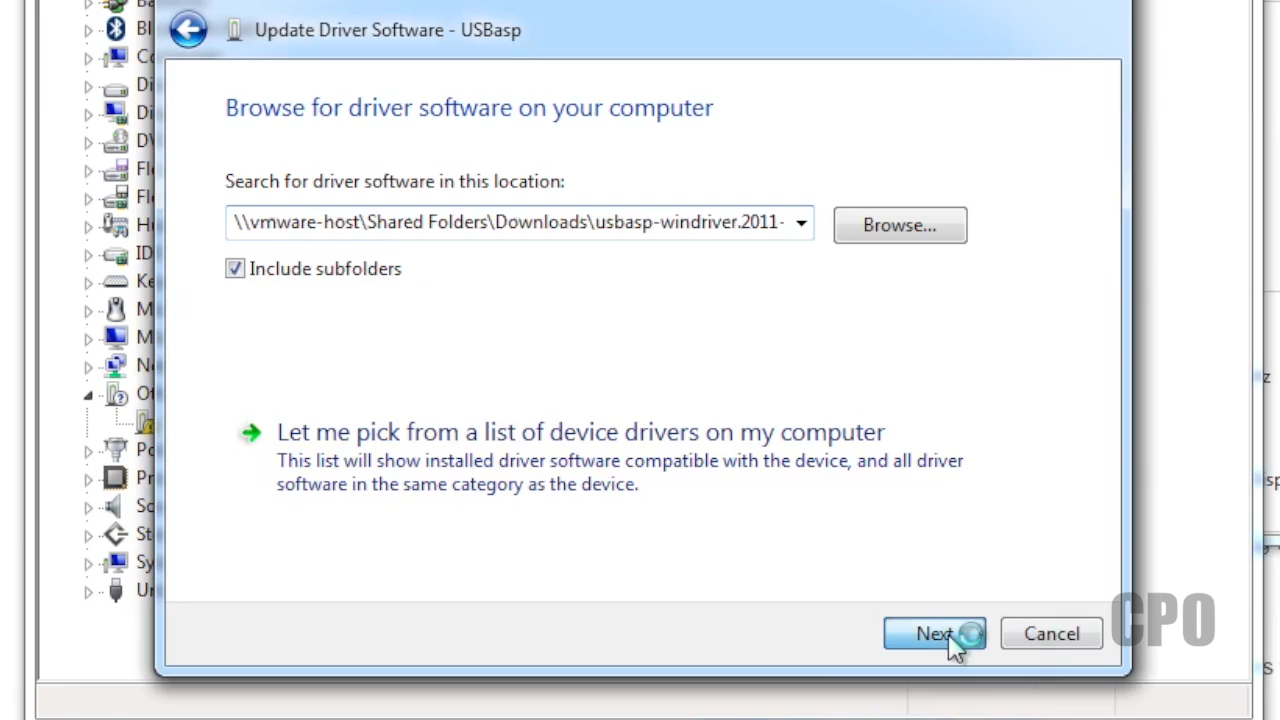 Update Driver Software - USBasp
Browse for driver software on your computer
Search for driver software in this location:
\\vmware-host\Shared Folders\Downloads\usbasp-windriver.2011-
Browse...
Include subfolders
Let me pick from a list of device drivers on my computer
This list will show installed driver software compatible with the device, and all driver
software in the same category as the device.
Next
Cancel
CPO